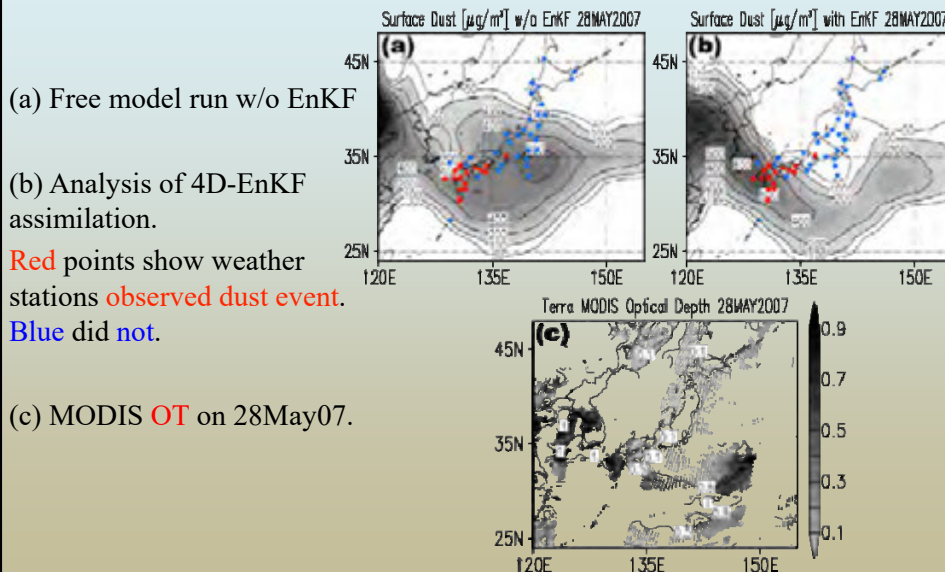 (a) Free model run w/o EnKF
(b) Analysis of 4D-EnKF
assimilation.
Red points show weather
stations observed dust event.
Blue did not.
(c) MODIS OT on 28May07.
Surface Dust [μg/m³] w/o EnKF 28MAY2007
(a)
45N
35N
25N
120E
135E
150E
Surface Dust [μg/m³] with EnKF 28MAY2007
(b)
45N
35N
25N
120E
135E
150E
Terra MODIS Optical Depth 28MAY2007
(c)
45N
35N
25N
120E
135E
150E
0.9
0.7
0.5
0.3
0.1